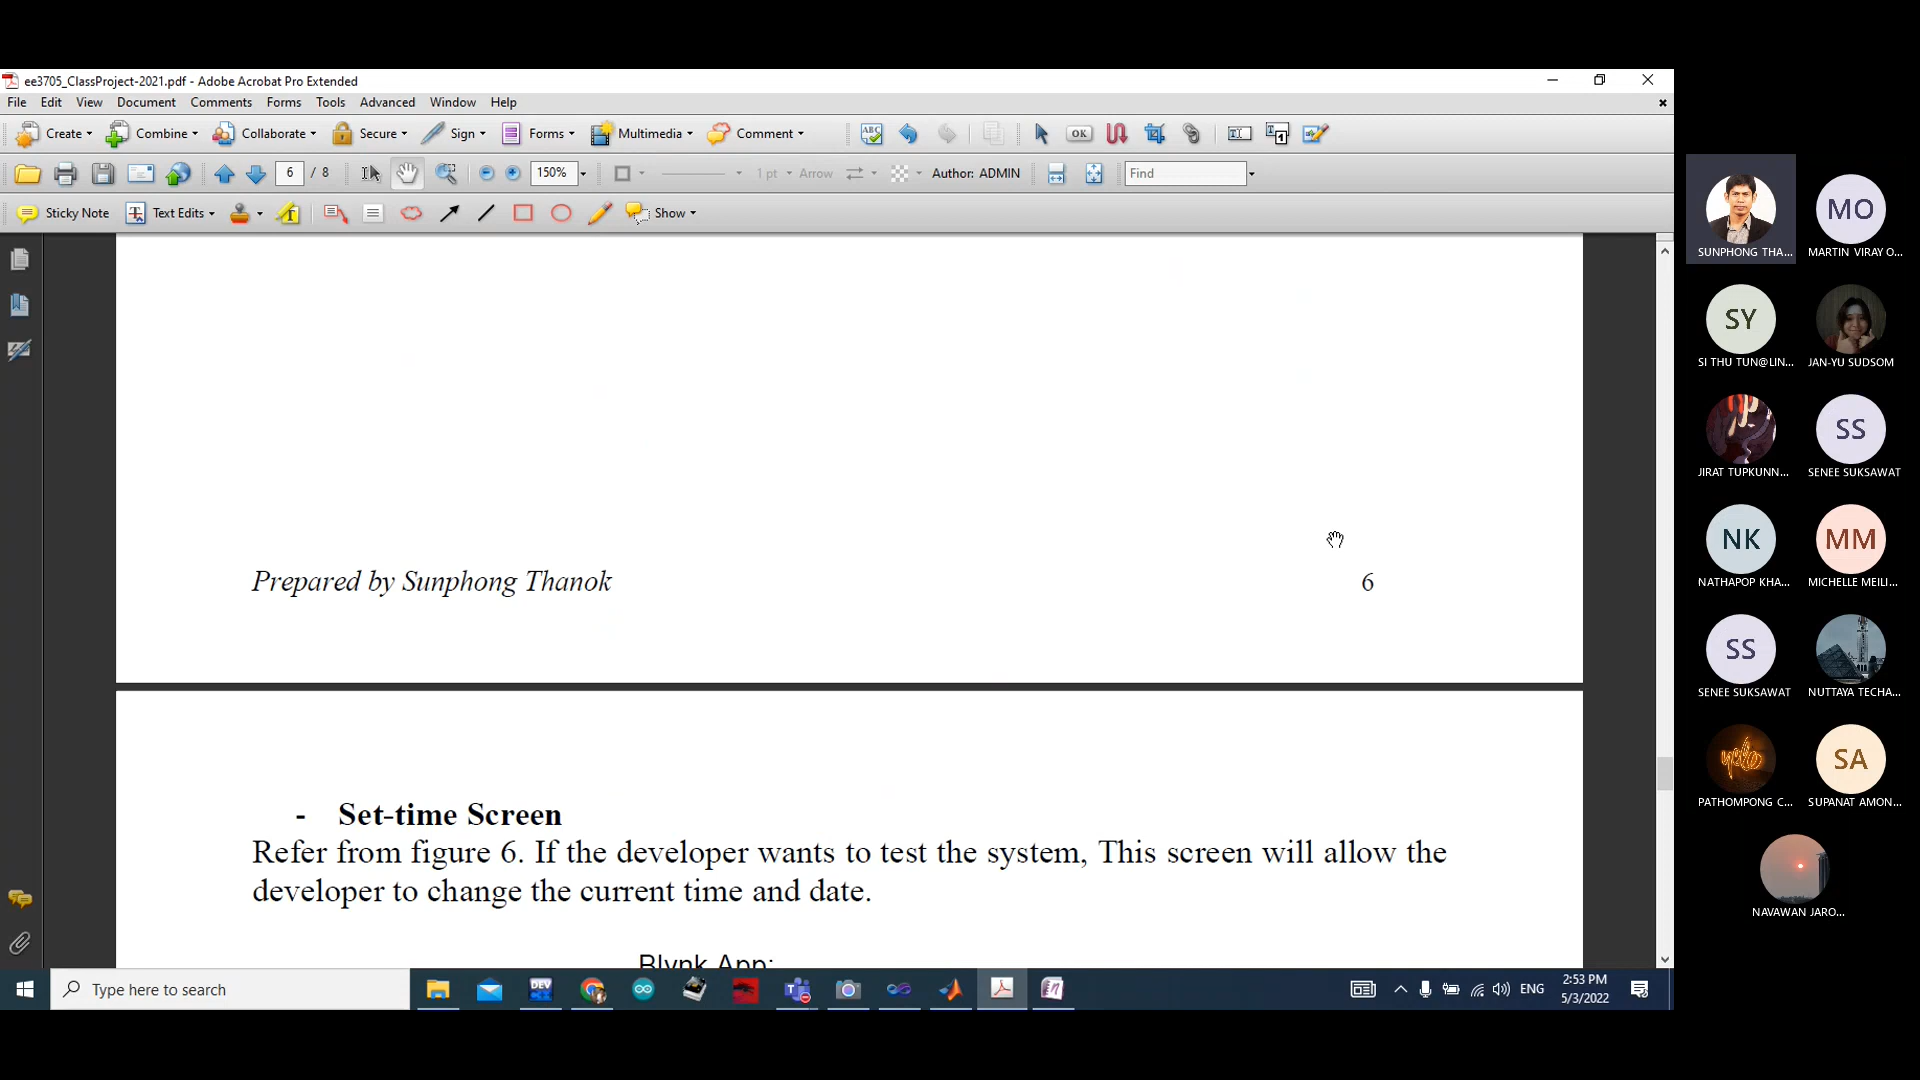 ee3705_ClassProject-2021.pdf - Adobe Acrobat Pro Extended
File Edit View Document Comments Forms Tools Advanced Window Help
Create Combine Collaborate Secure Sign Forms Multimedia Comment
ABC OK
6 / 8 150% 1 pt Arrow Author: ADMIN Find
Sticky Note Text Edits Show
Prepared by Sunphong Thanok 6
- Set-time Screen
Refer from figure 6. If the developer wants to test the system, This screen will allow the
developer to change the current time and date.
Blynk App:
Type here to search
DEV
ENG
2:53 PM
5/3/2022
SUNPHONG THA...
MO
MARTIN VIRAY O...
SY
SI THU TUN@LIN...
JAN-YU SUDSOM
JIRAT TUPKUNN...
SS
SENEE SUKSAWAT
NK
NATHAPOP KHA...
MM
MICHELLE MEILI...
SS
SENEE SUKSAWAT
NUTTAYA TECHA...
PATHOMPONG C...
SA
SUPANAT AMON...
NAVAWAN JARO...